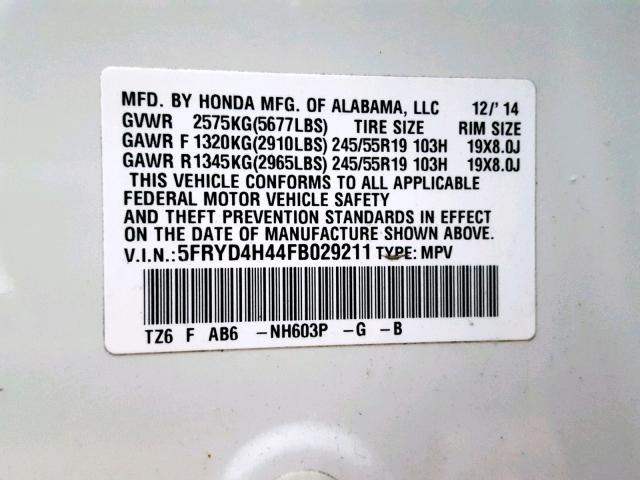 MFD. BY HONDA MFG. OF ALABAMA, LLC 12/'14
GVWR 2575KG(5677LBS) TIRE SIZE RIM SIZE
GAWR F 1320KG(2910LBS) 245/55R19 103H 19X8.0J
GAWR R 1345KG(2965LBS) 245/55R19 103H 19X8.0J
THIS VEHICLE CONFORMS TO ALL APPLICABLE
FEDERAL MOTOR VEHICLE SAFETY
AND THEFT PREVENTION STANDARDS IN EFFECT
ON THE DATE OF MANUFACTURE SHOWN ABOVE.
V.I.N.:5FRYD4H44FB029211 TYPE: MPV
TZ6 F AB6 -NH603P -G -B